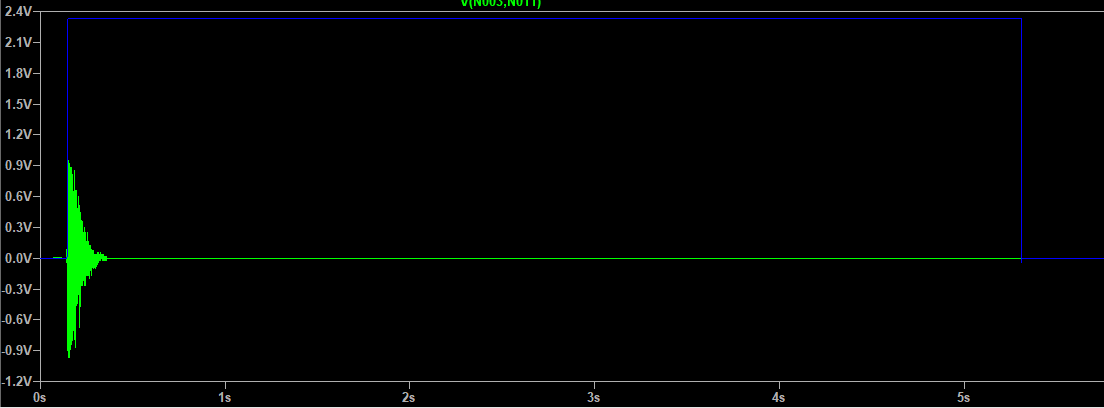 V(N003,N011)
2.4V
2.1V
1.8V
1.5V
1.2V
0.9V
0.6V
0.3V
0.0V
-0.3V
-0.6V
-0.9V
-1.2V
0s 1s 2s 3s 4s 5s